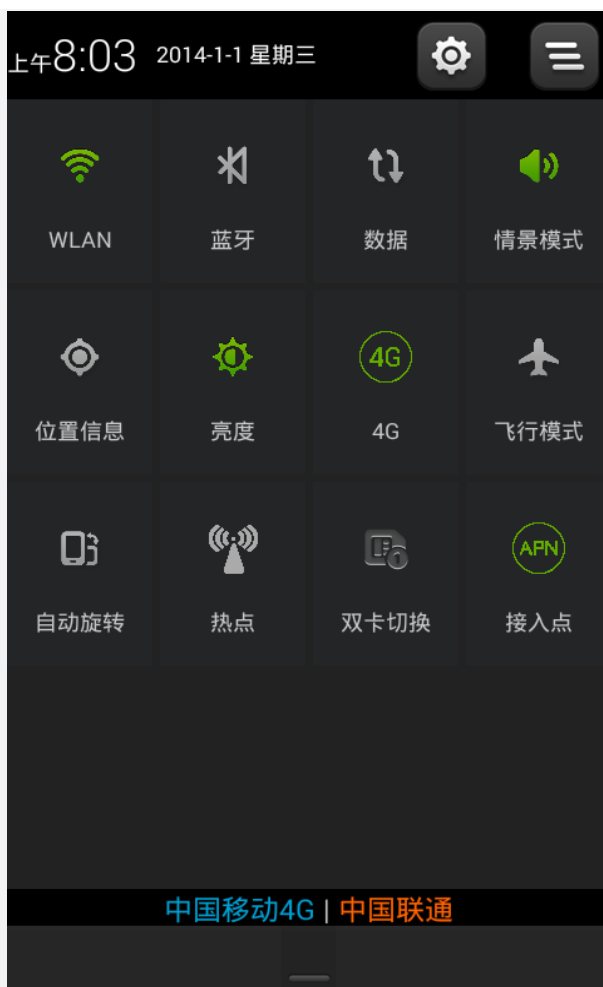 上午8:03 2014-1-1 星期三
WLAN 蓝牙 数据 情景模式
4G
位置信息 亮度 4G 飞行模式
1 APN
自动旋转 热点 双卡切换 接入点
中国移动4G | 中国联通